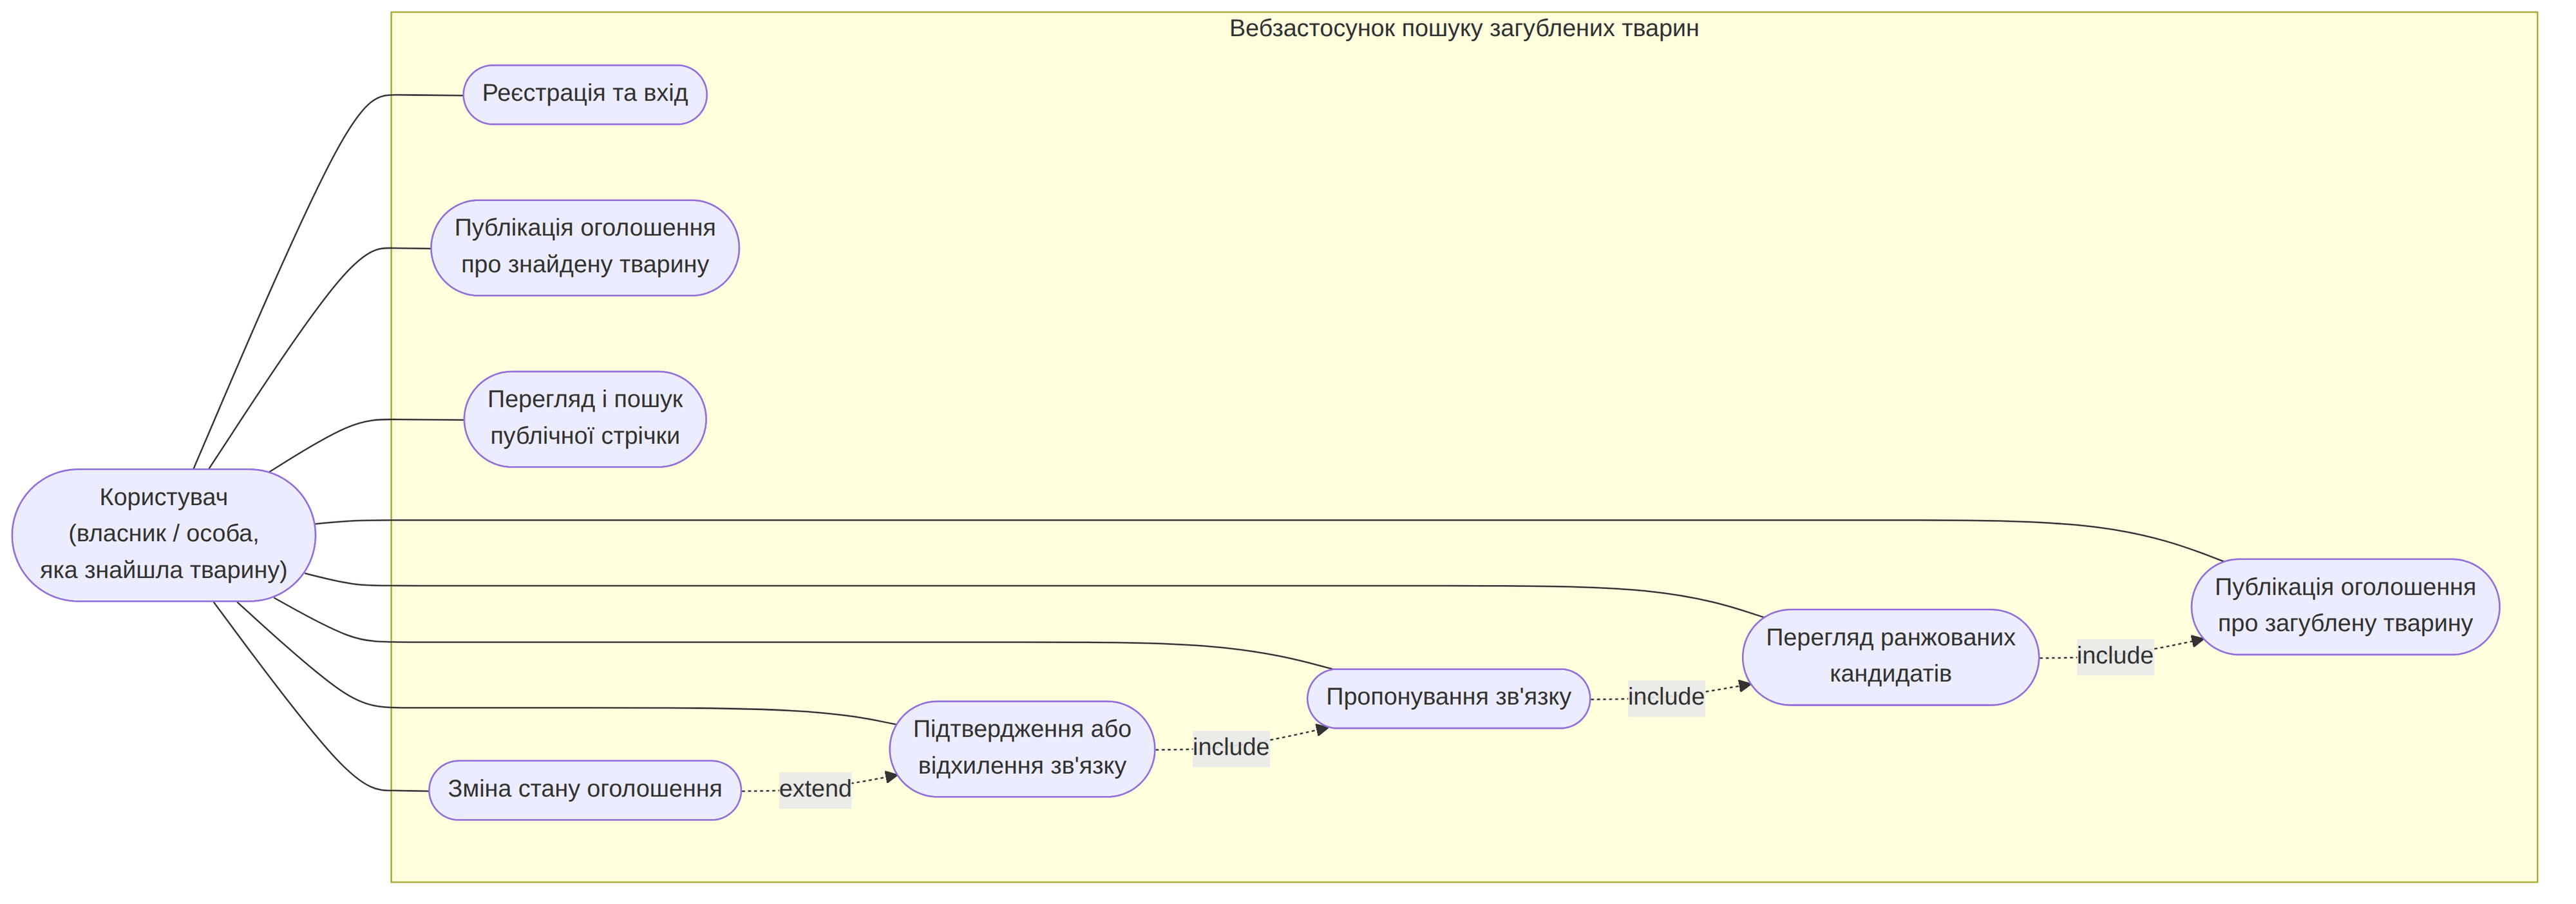 Вебзастосунок пошуку загублених тварин
Реєстрація та вхід
Публікація оголошення
про знайдену тварину
Перегляд і пошук
публічної стрічки
Користувач
(власник / особа,
яка знайшла тварину)
Публікація оголошення
про загублену тварину
include
Перегляд ранжованих
кандидатів
include
Пропонування зв'язку
include
Підтвердження або
відхилення зв'язку
extend
Зміна стану оголошення